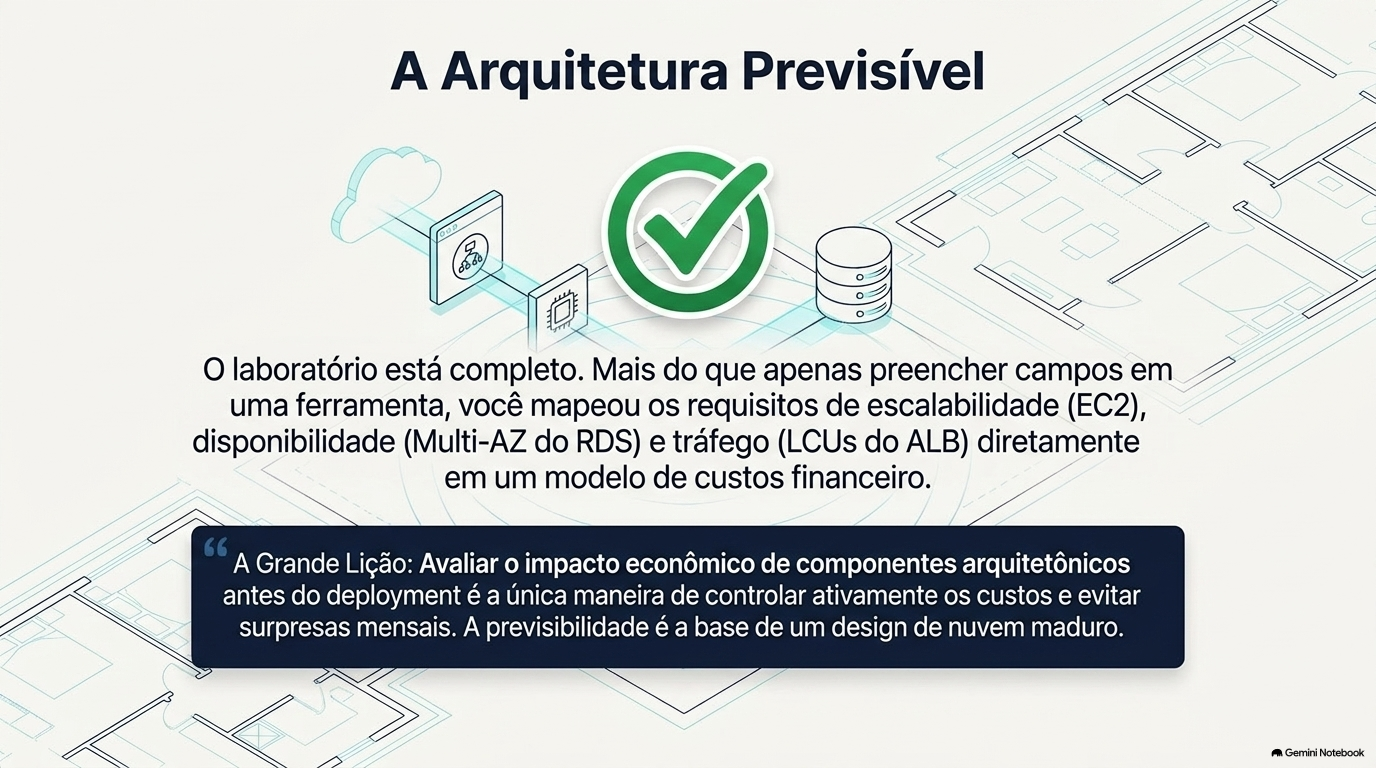 A Arquitetura Previsível
O laboratório está completo. Mais do que apenas preencher campos em
uma ferramenta, você mapeou os requisitos de escalabilidade (EC2),
disponibilidade (Multi-AZ do RDS) e tráfego (LCUs do ALB) diretamente
em um modelo de custos financeiro.
“ A Grande Lição: Avaliar o impacto econômico de componentes arquitetônicos
antes do deployment é a única maneira de controlar ativamente os custos e evitar
surpresas mensais. A previsibilidade é a base de um design de nuvem maduro.
Gemini Notebook